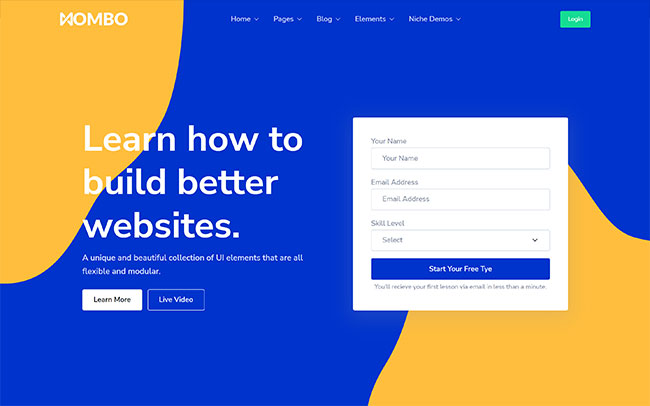 MOMBO
Home Pages Blog Elements Niche Demos Login
Learn how to
build better
websites.
A unique and beautiful collection of UI elements that are all
flexible and modular.
Learn More Live Video
Your Name
Your Name
Email Address
Email Address
Skill Level
Select
Start Your Free Tye
You'll recieve your first lesson via email in less than a minute.